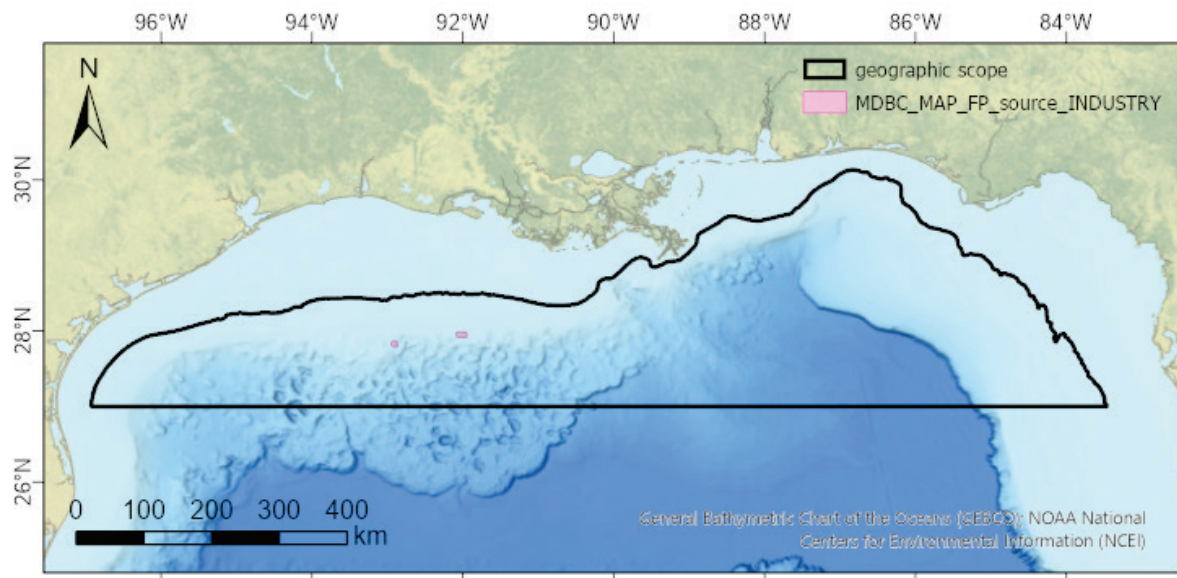 96°W 94°W 92°W 90°W 88°W 86°W 84°W
N
geographic scope
MDBC_MAP_FP_source_INDUSTRY
30°N
28°N
26°N
0 100 200 300 400
km
General Bathymetric Chart of the Oceans (GEBCO); NOAA National
Centers for Environmental Information (NCEI)